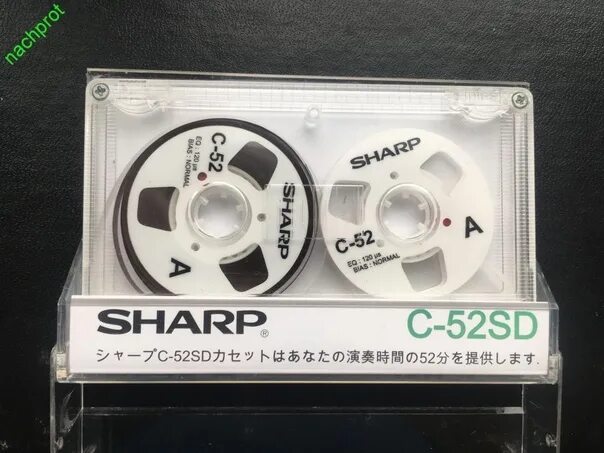 nachprot
C-52
EQ : 120 μs
BIAS : NORMAL
SHARP
A
SHARP
C-52
EQ : 120 μs
BIAS : NORMAL
A
SHARP®
C-52SD
シャープC-52SDカセットはあなたの演奏時間の52分を提供します.